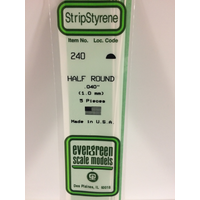 StripStyrene
Item No. Loc. Code
240
HALF ROUND
.040"
(1.0 mm)
5 Pieces
Made in U.S.A.
evergreen
scale models
Des Plaines, IL 60018